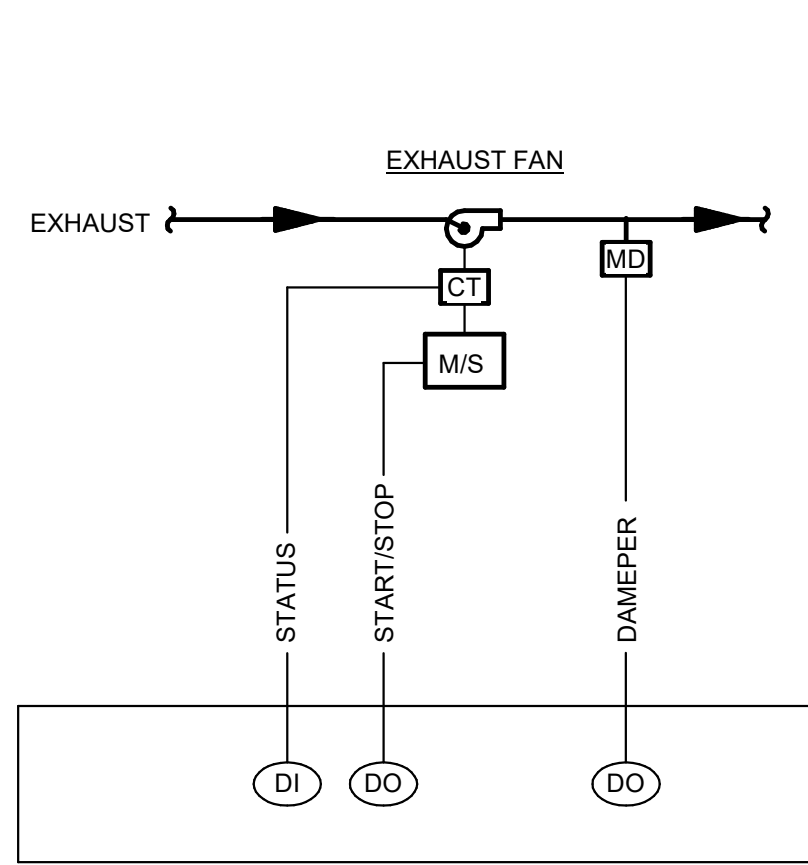 EXHAUST FAN
EXHAUST
MD
CT
M/S
STATUS
START/STOP
DAMEPER
DI
DO
DO